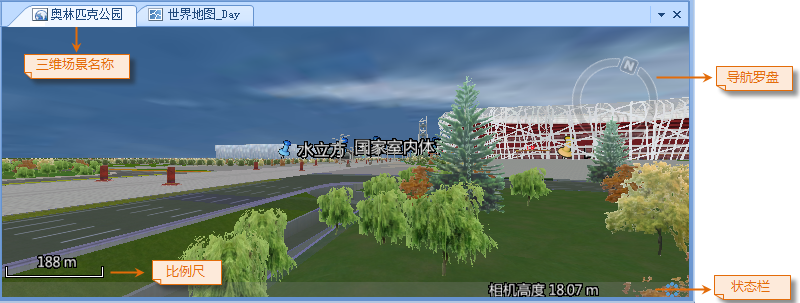 奥林匹克公园 世界地图_Day
三维场景名称
N
导航罗盘
水立方 国家室内体
188 m
比例尺
相机高度 18.07 m
状态栏